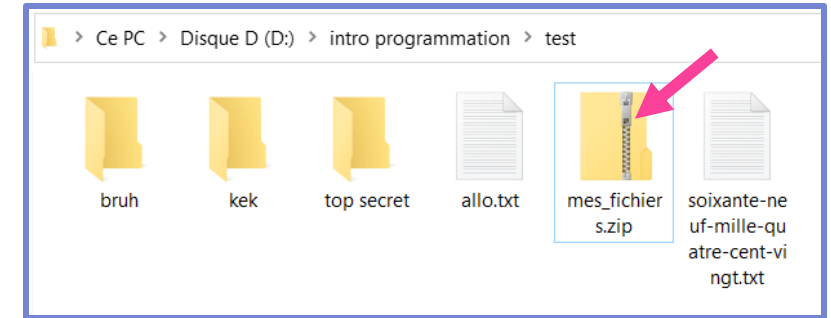 Ce PC > Disque D (D:) > intro programmation > test
bruh
kek
top secret
allo.txt
mes_fichier
s.zip
soixante-ne
uf-mille-qu
atre-cent-vi
ngt.txt